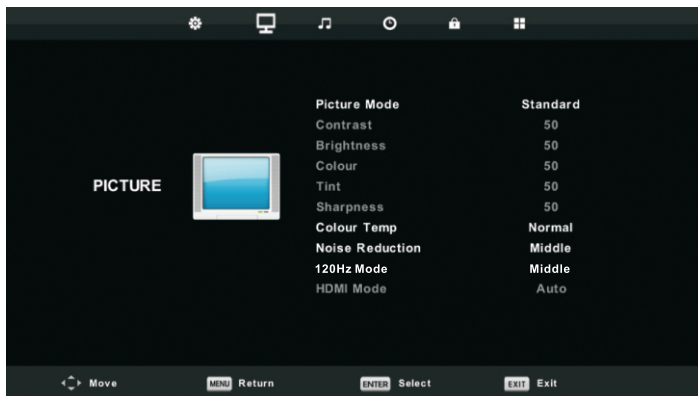 PICTURE
Picture Mode Standard
Contrast 50
Brightness 50
Colour 50
Tint 50
Sharpness 50
Colour Temp Normal
Noise Reduction Middle
120Hz Mode Middle
HDMI Mode Auto
Move MENU Return ENTER Select EXIT Exit